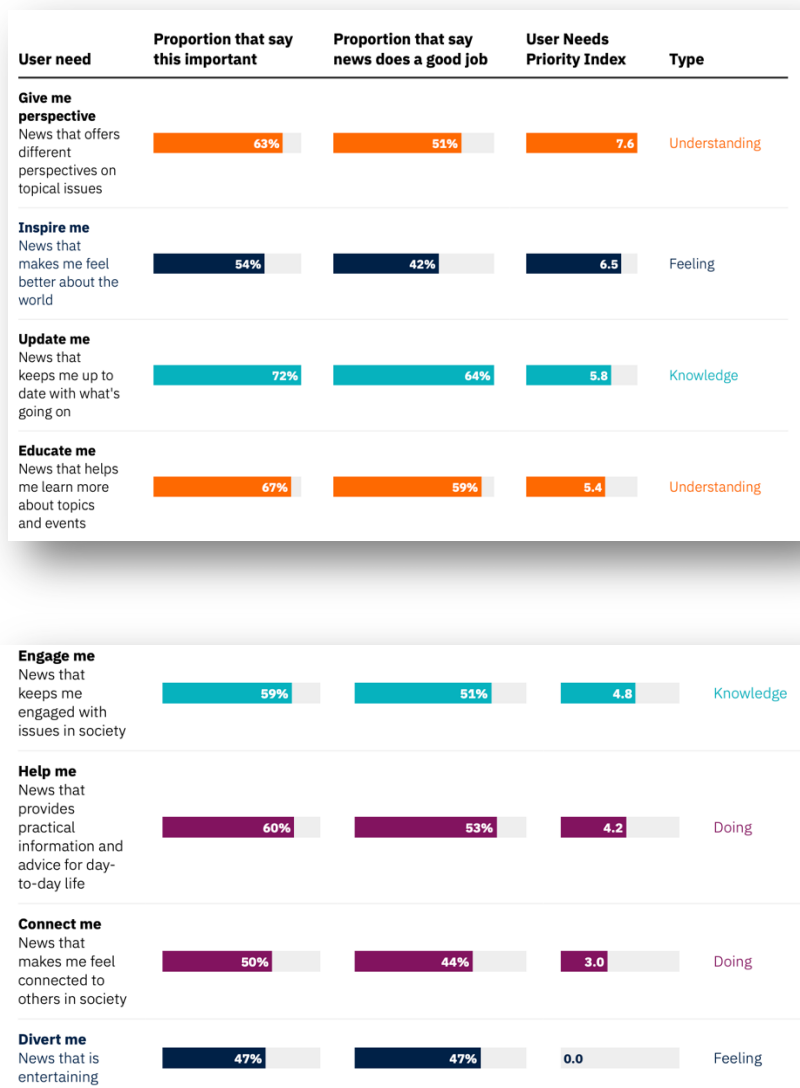 User need
Proportion that say
this important
Proportion that say
news does a good job
User Needs
Priority Index
Type
Give me
perspective
News that offers
different
perspectives on
topical issues
63%
51%
7.6
Understanding
Inspire me
News that
makes me feel
better about the
world
54%
42%
6.5
Feeling
Update me
News that
keeps me up to
date with what's
going on
72%
64%
5.8
Knowledge
Educate me
News that helps
me learn more
about topics
and events
67%
59%
5.4
Understanding
Engage me
News that
keeps me
engaged with
issues in society
59%
51%
4.8
Knowledge
Help me
News that
provides
practical
information and
advice for day-
to-day life
60%
53%
4.2
Doing
Connect me
News that
makes me feel
connected to
others in society
50%
44%
3.0
Doing
Divert me
News that is
entertaining
47%
47%
0.0
Feeling